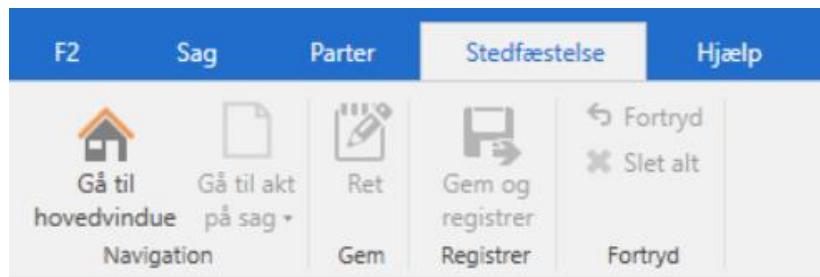 F2 Sag Parter Stedfæstelse Hjælp
Gå til hovedvindue
Gå til akt på sag
Ret
Gem og registrer
Fortryd
Slet alt
Navigation Gem Registrer Fortryd